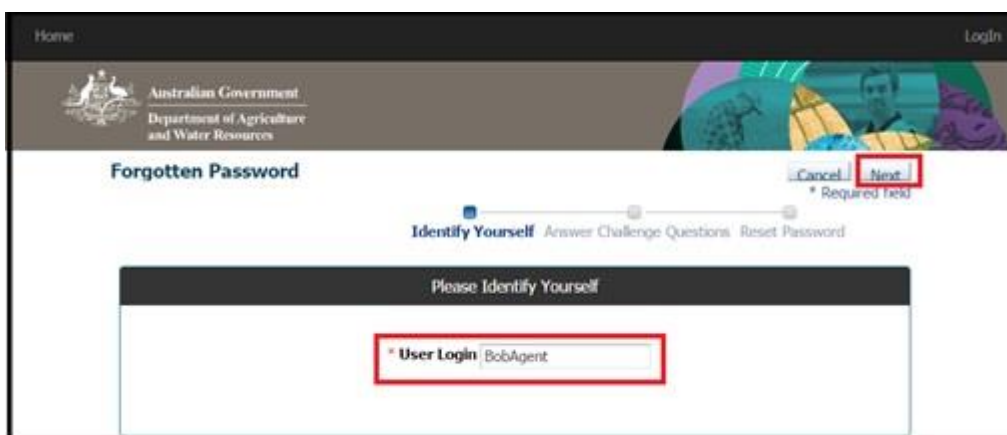 Home LogIn
Australian Government
Department of Agriculture
and Water Resources
Forgotten Password
Cancel Next
* Required field
Identify Yourself Answer Challenge Questions Reset Password
Please Identify Yourself
* User Login BobAgent